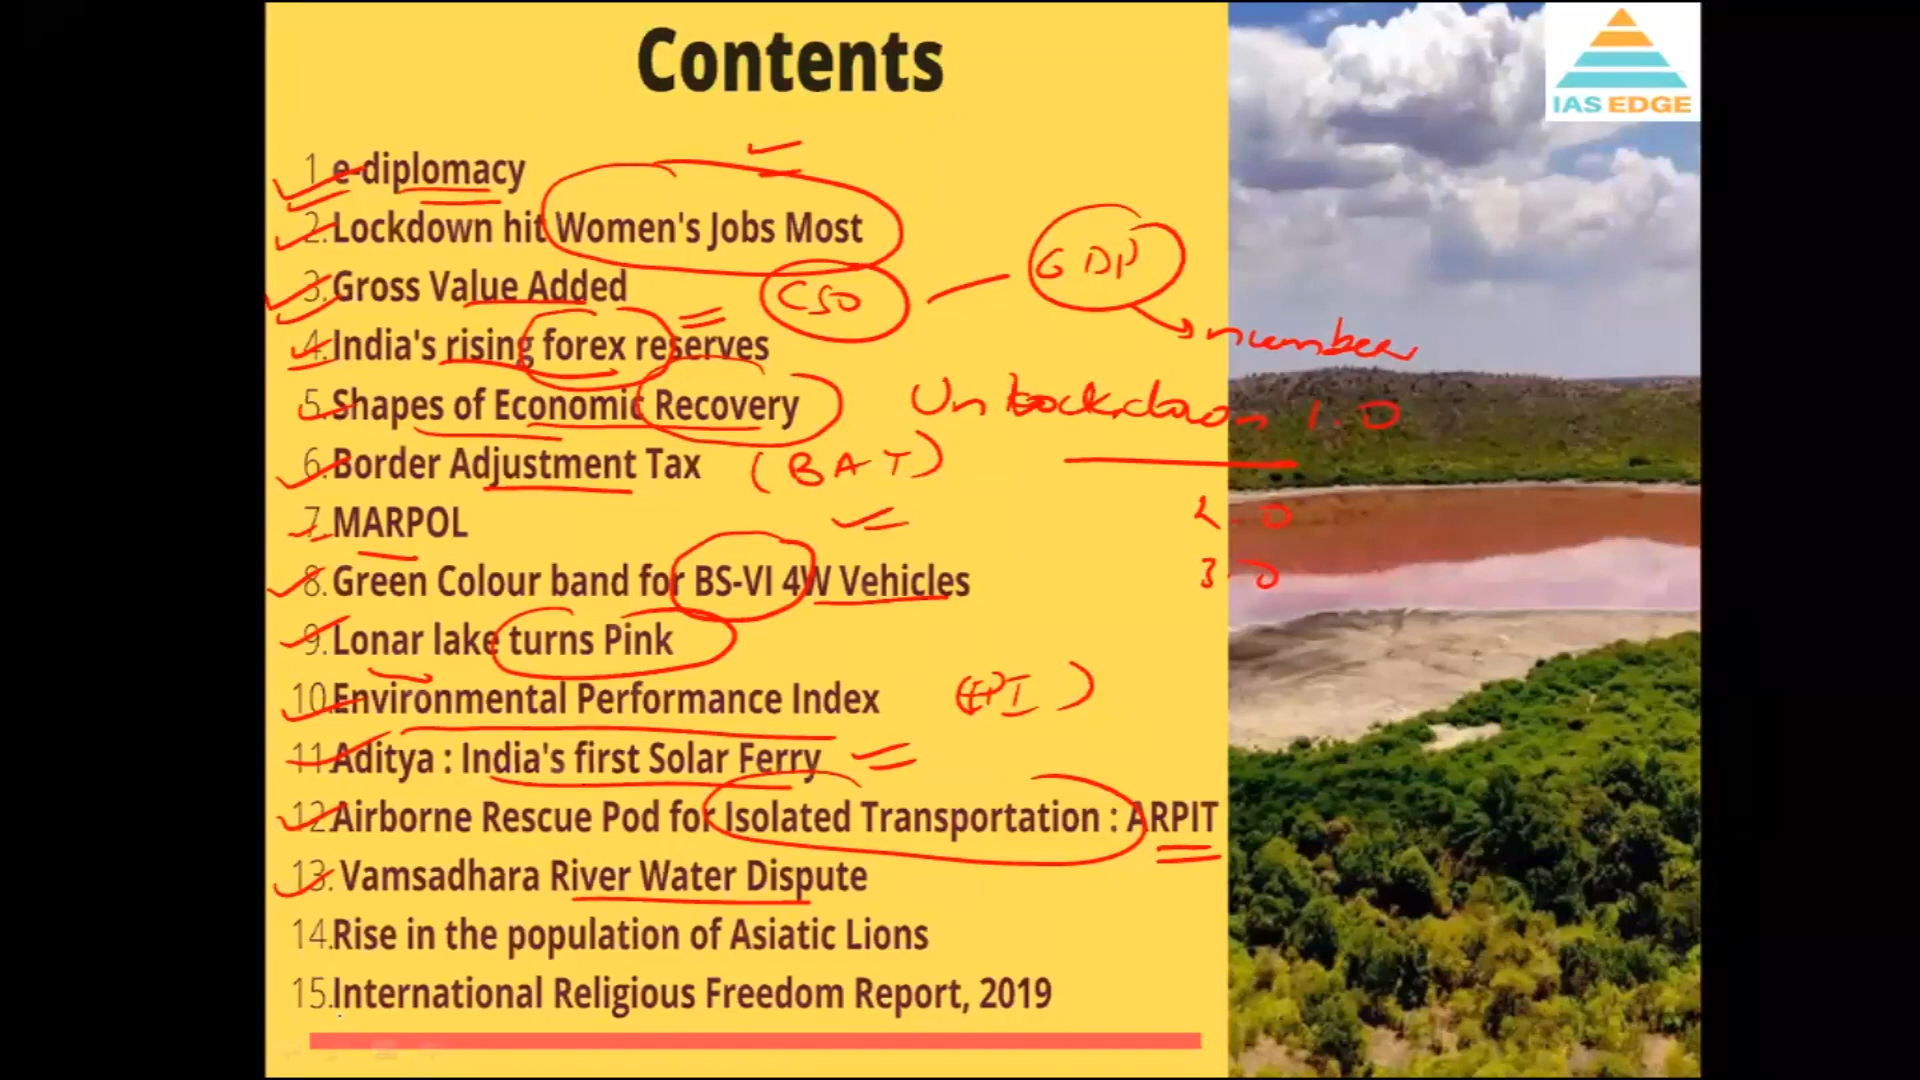 Contents
IAS EDGE
1. e-diplomacy
2. Lockdown hit Women's Jobs Most
GDP
3. Gross Value Added
CSO
number
4. India's rising forex reserves
5. Shapes of Economic Recovery
Unlockdown 1.0
6. Border Adjustment Tax
(BAT)
2.0
7. MARPOL
3.0
8. Green Colour band for BS-VI 4W Vehicles
9. Lonar lake turns Pink
10. Environmental Performance Index
(EPI)
11. Aditya : India's first Solar Ferry
12. Airborne Rescue Pod for Isolated Transportation : ARPIT
13. Vamsadhara River Water Dispute
14. Rise in the population of Asiatic Lions
15. International Religious Freedom Report, 2019